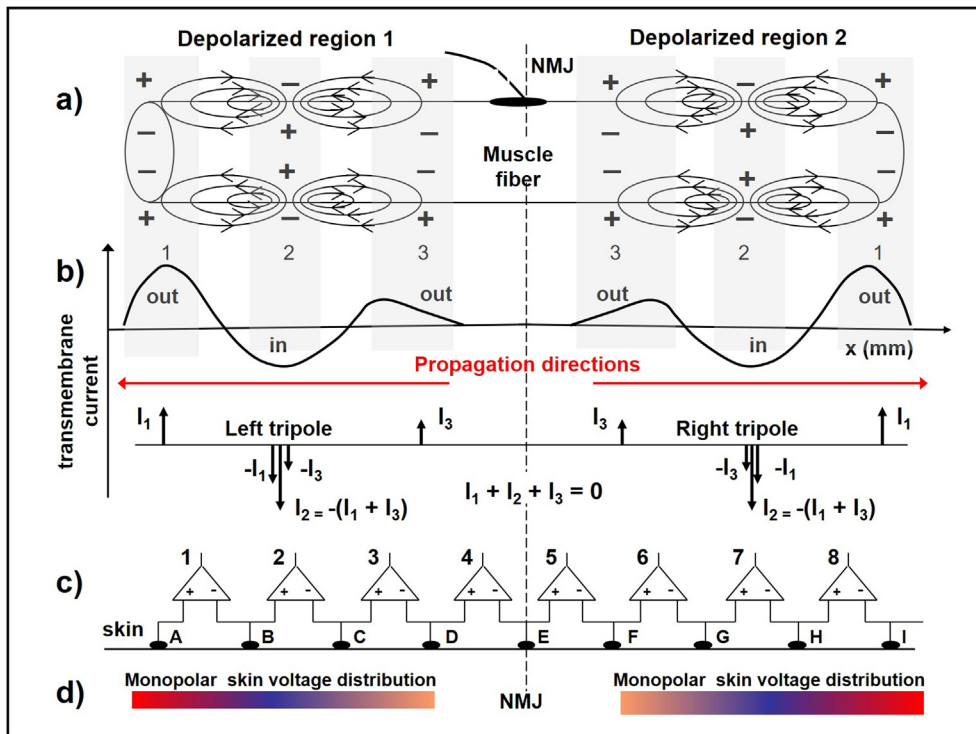 Depolarized region 1
Depolarized region 2
NMJ
a)
+ − + + − +
− + − − + −
Muscle
fiber
− + − − + −
+ − + + − +
1 2 3 3 2 1
b)
out in out out in out
x (mm)
transmembrane
current
Propagation directions
I1 I3 I3 I1
Left tripole
Right tripole
-I1 -I3 -I3 -I1
I2 = -(I1 + I3)
I1 + I2 + I3 = 0
I2 = -(I1 + I3)
c)
1 2 3 4 5 6 7 8
+ - + - + - + - + - + - + - + -
skin
A B C D E F G H I
d)
Monopolar skin voltage distribution
NMJ
Monopolar skin voltage distribution